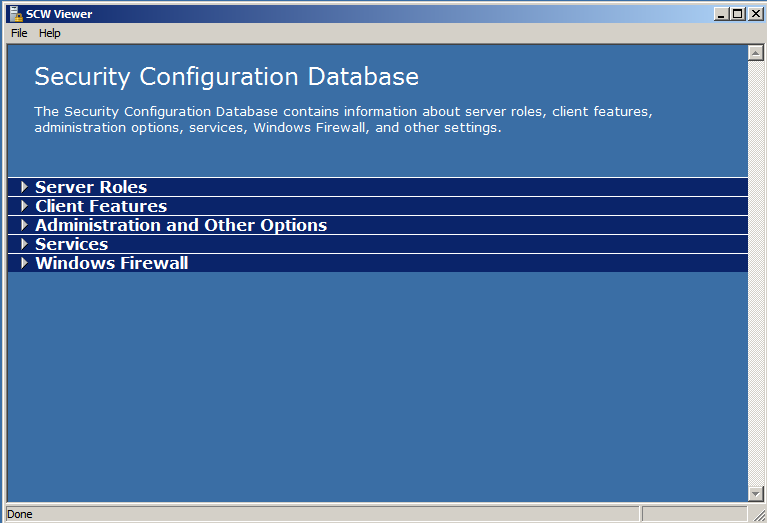 SCW Viewer
File Help
Security Configuration Database
The Security Configuration Database contains information about server roles, client features,
administration options, services, Windows Firewall, and other settings.
Server Roles
Client Features
Administration and Other Options
Services
Windows Firewall
Done